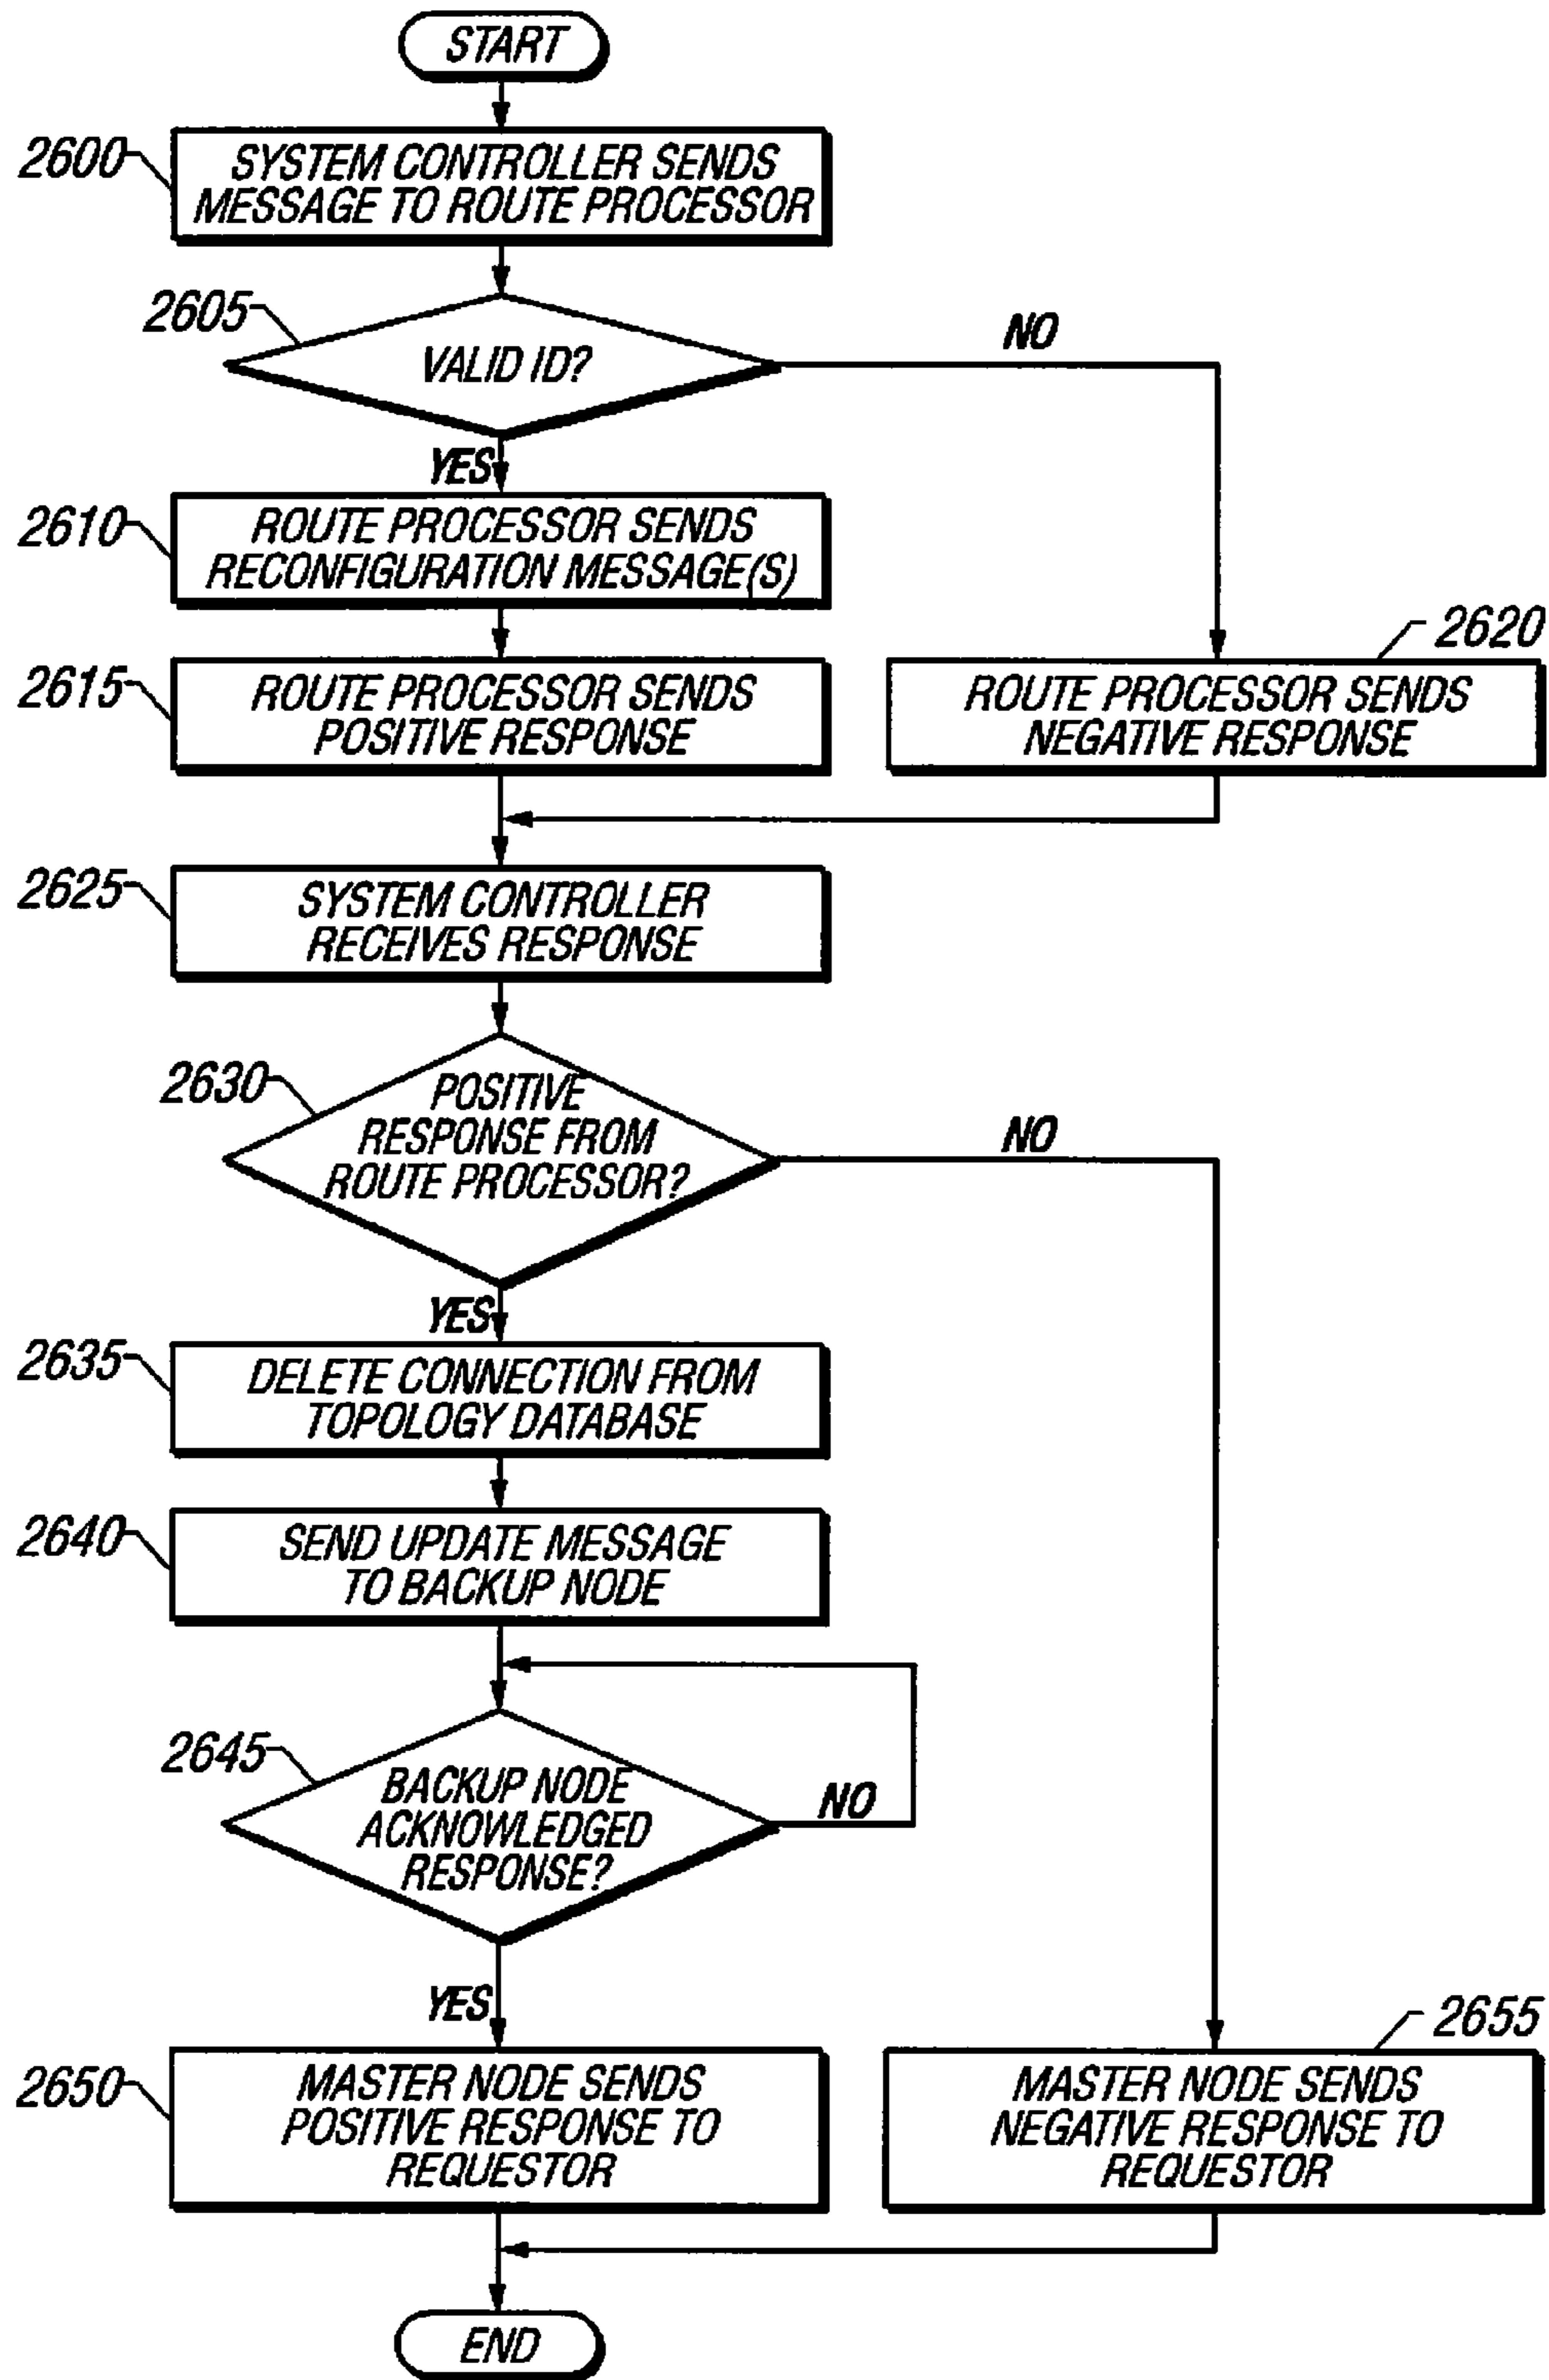 START
2600
SYSTEM CONTROLLER SENDS
MESSAGE TO ROUTE PROCESSOR
2605
VALID ID?
NO
YES
2610
ROUTE PROCESSOR SENDS
RECONFIGURATION MESSAGE(S)
2615
ROUTE PROCESSOR SENDS
POSITIVE RESPONSE
2620
ROUTE PROCESSOR SENDS
NEGATIVE RESPONSE
2625
SYSTEM CONTROLLER
RECEIVES RESPONSE
2630
POSITIVE
RESPONSE FROM
ROUTE PROCESSOR?
NO
YES
2635
DELETE CONNECTION FROM
TOPOLOGY DATABASE
2640
SEND UPDATE MESSAGE
TO BACKUP NODE
2645
BACKUP NODE
ACKNOWLEDGED
RESPONSE?
NO
YES
2650
MASTER NODE SENDS
POSITIVE RESPONSE TO
REQUESTOR
2655
MASTER NODE SENDS
NEGATIVE RESPONSE TO
REQUESTOR
END